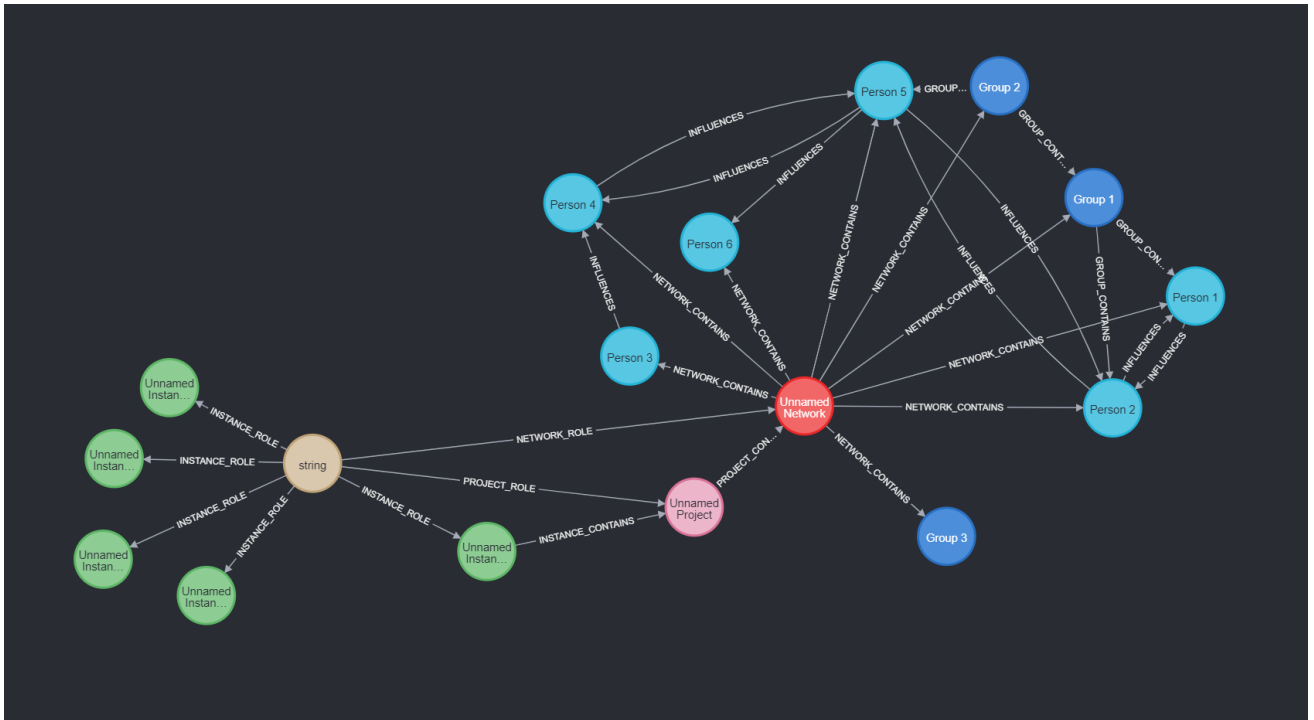 Person 5
GROUP...
Group 2
INFLUENCES
GROUP_CONT...
INFLUENCES
INFLUENCES
Person 4
Group 1
Person 6
NETWORK_CONTAINS
NETWORK_CONTAINS
INFLUENCES
GROUP_CON...
INFLUENCES
INFLUENCES
NETWORK_CONTAINS
NETWORK_CONTAINS
NETWORK_CONTAINS
GROUP_CONTAINS
Person 1
Person 3
NETWORK_CONTAINS
NETWORK_CONTAINS
INFLUENCES
INFLUENCES
Unnamed
Instan...
Unnamed
Network
NETWORK_CONTAINS
Person 2
INSTANCE_ROLE
NETWORK_ROLE
Unnamed
Instan...
INSTANCE_ROLE
string
PROJECT_CON...
NETWORK_CONTAINS
PROJECT_ROLE
INSTANCE_ROLE
INSTANCE_ROLE
INSTANCE_ROLE
Unnamed
Project
INSTANCE_CONTAINS
Group 3
Unnamed
Instan...
Unnamed
Instan...
Unnamed
Instan...